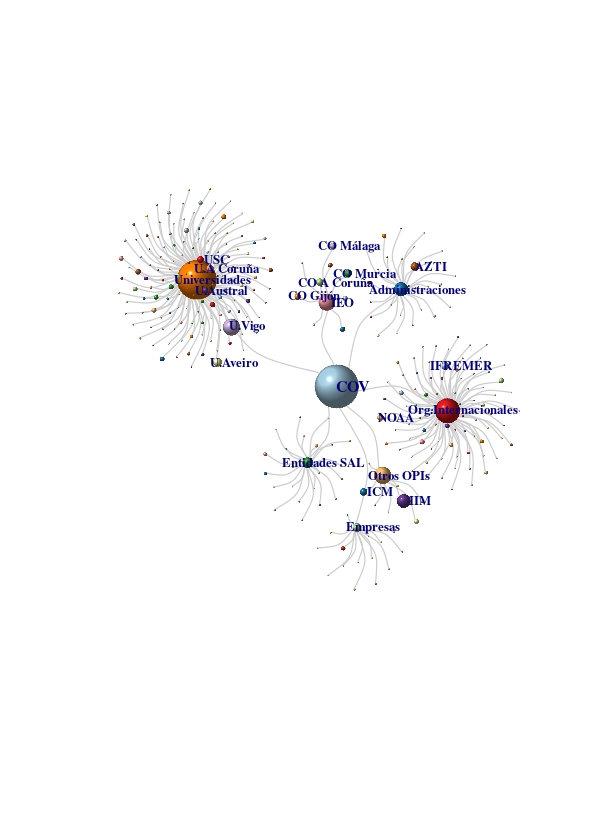 CO Málaga
USC
U.A Coruña
AZTI
CO Murcia
Universidades
CO A Coruña
Administraciones
U.Austral
CO Gijón
IEO
U.Vigo
U.Aveiro
IFREMER
COV
Org.Internacionales
NOAA
Entidades SAL
Otros OPIs
ICM
IIM
Empresas